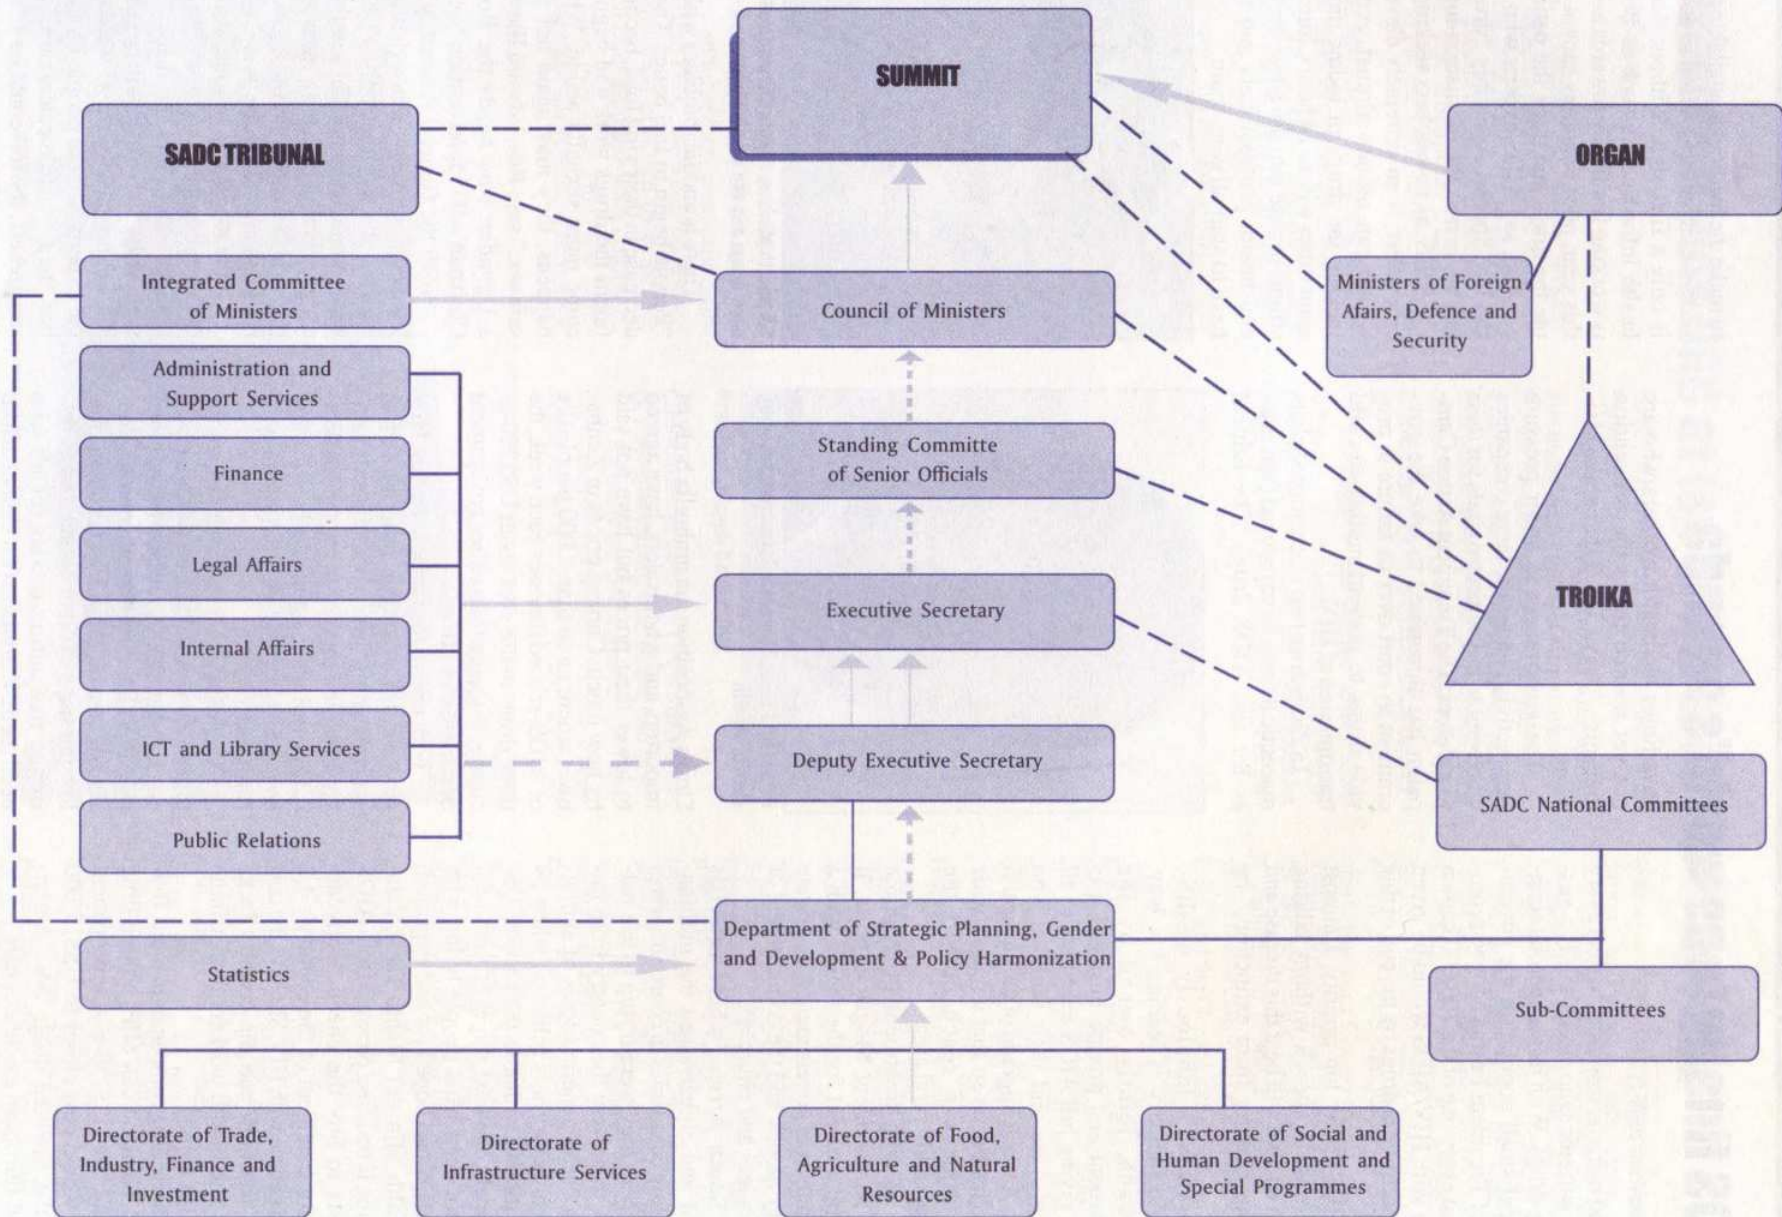 SUMMIT
SADC TRIBUNAL
ORGAN
Integrated Committee
of Ministers
Council of Ministers
Ministers of Foreign
Afairs, Defence and
Security
Administration and
Support Services
Finance
Standing Committe
of Senior Officials
Legal Affairs
Executive Secretary
TROIKA
Internal Affairs
ICT and Library Services
Deputy Executive Secretary
SADC National Committees
Public Relations
Department of Strategic Planning, Gender
and Development & Policy Harmonization
Statistics
Sub-Committees
Directorate of Trade,
Industry, Finance and
Investment
Directorate of
Infrastructure Services
Directorate of Food,
Agriculture and Natural
Resources
Directorate of Social and
Human Development and
Special Programmes